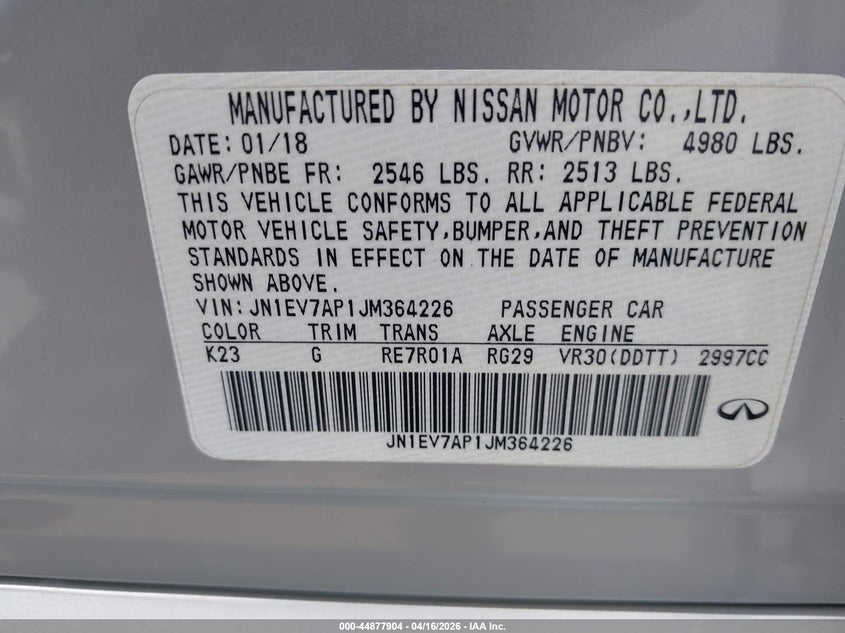 MANUFACTURED BY NISSAN MOTOR CO.,LTD.
DATE: 01/18 GVWR/PNBV: 4980 LBS.
GAWR/PNBE FR: 2546 LBS. RR: 2513 LBS.
THIS VEHICLE CONFORMS TO ALL APPLICABLE FEDERAL
MOTOR VEHICLE SAFETY,BUMPER,AND THEFT PREVENTION
STANDARDS IN EFFECT ON THE DATE OF MANUFACTURE
SHOWN ABOVE.
VIN: JN1EV7AP1JM364226 PASSENGER CAR
COLOR TRIM TRANS AXLE ENGINE
K23 G RE7R01A RG29 VR30(DDTT) 2997CC
JN1EV7AP1JM364226
000-44877904 - 04/16/2026 - IAA Inc.